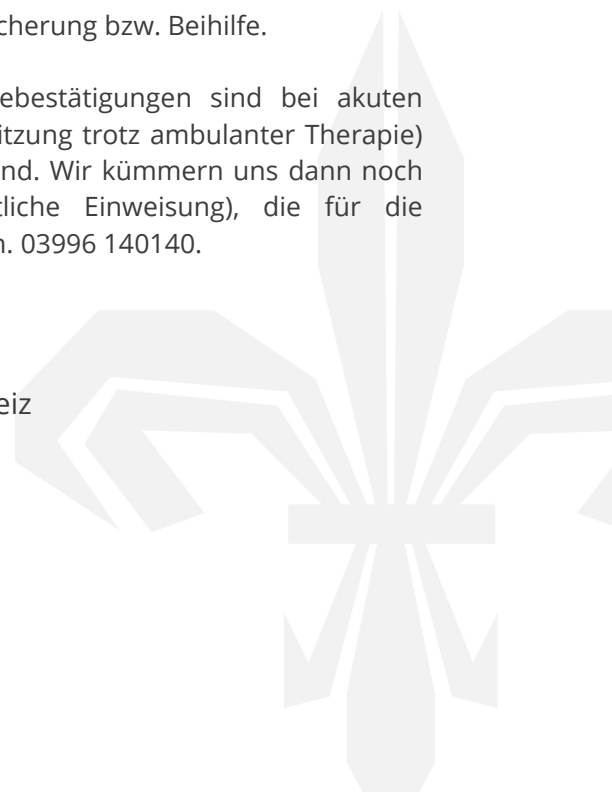 cherung bzw. Beihilfe.
ebestätigungen sind bei akuten
itzung trotz ambulanter Therapie)
nd. Wir kümmern uns dann noch
tliche Einweisung), die für die
n. 03996 140140.
eiz